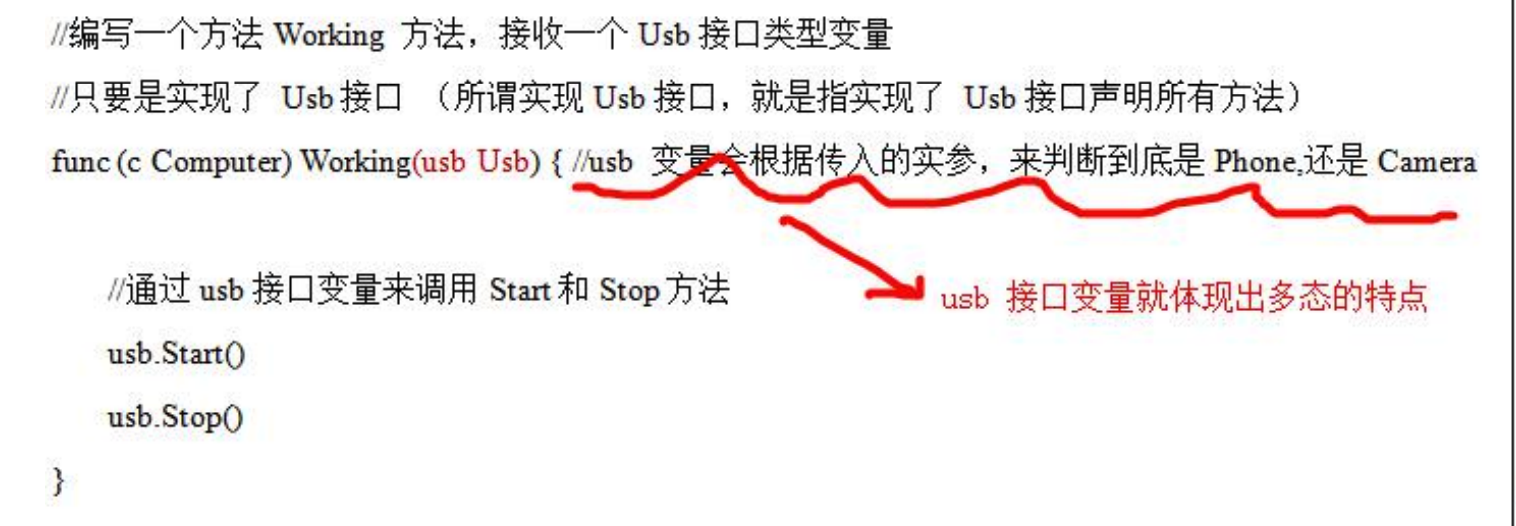 //编写一个方法 Working 方法，接收一个 Usb 接口类型变量
//只要是实现了 Usb 接口 （所谓实现 Usb 接口，就是指实现了 Usb 接口声明所有方法）
func (c Computer) Working(usb Usb) { //usb 变量会根据传入的实参，来判断到底是 Phone,还是 Camera
//通过 usb 接口变量来调用 Start 和 Stop 方法
usb 接口变量就体现出多态的特点
usb.Start()
usb.Stop()
}